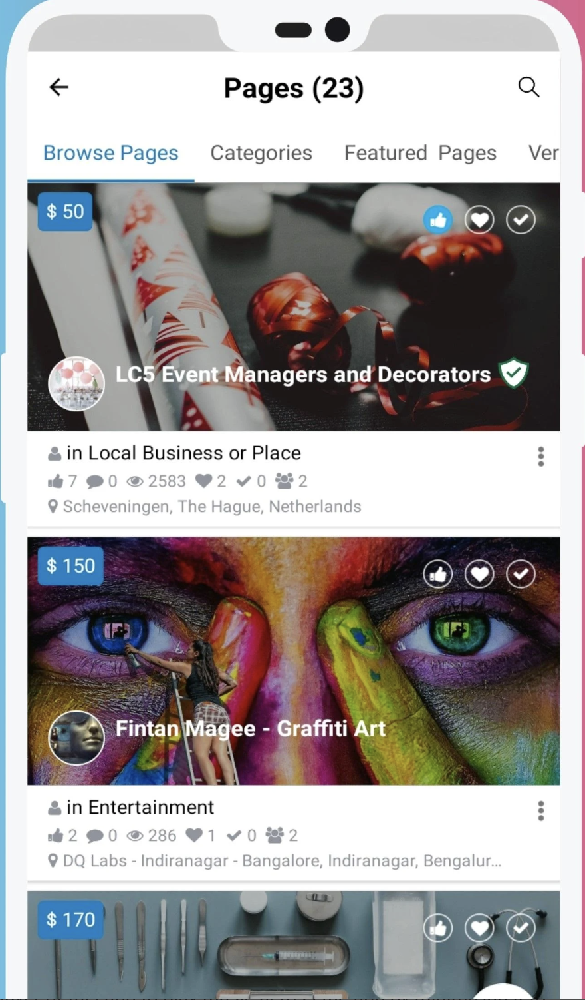 Pages (23)
Browse Pages Categories Featured Pages Ver
$ 50
LC5 Event Managers and Decorators
in Local Business or Place
7 0 2583 2 0 2
Scheveningen, The Hague, Netherlands
$ 150
Fintan Magee - Graffiti Art
in Entertainment
2 0 286 1 0 2
DQ Labs - Indiranagar - Bangalore, Indiranagar, Bengalur...
$ 170